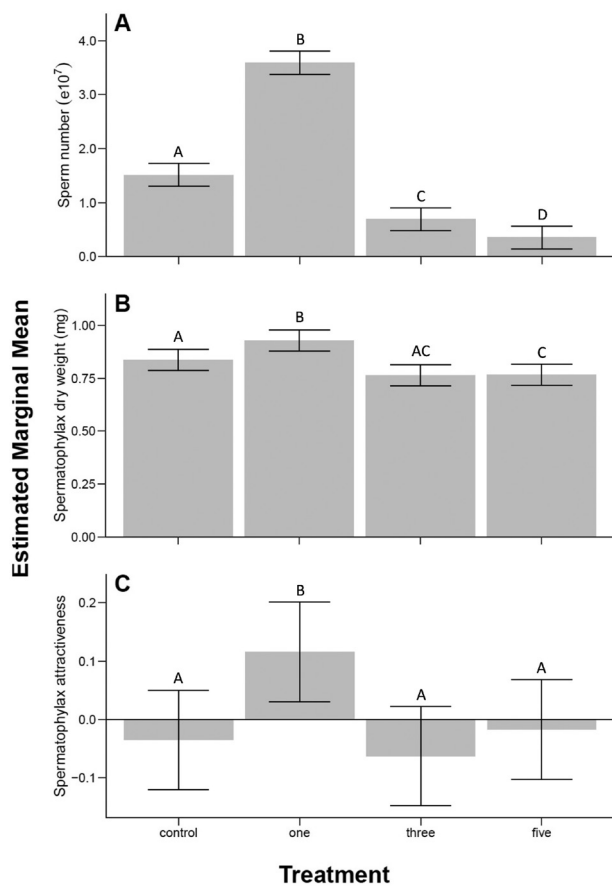 A
Sperm number (e10⁷)
4.0
3.0
2.0
1.0
0.0
A
B
C
D
Estimated Marginal Mean
B
Spermatophylax dry weight (mg)
1.00
0.75
0.50
0.25
0.00
A
B
AC
C
C
Spermatophylax attractiveness
0.2
0.1
0.0
−0.1
A
B
A
A
control one three five
Treatment